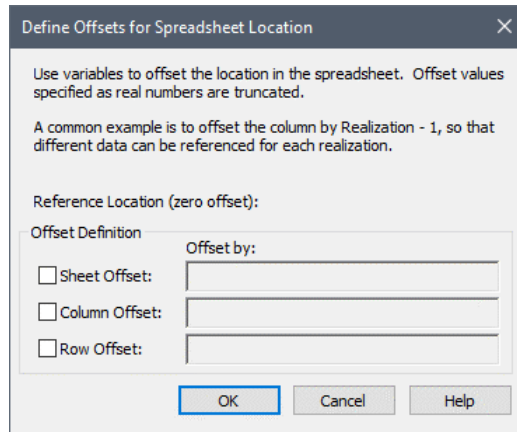 Define Offsets for Spreadsheet Location
Use variables to offset the location in the spreadsheet. Offset values
specified as real numbers are truncated.
A common example is to offset the column by Realization - 1, so that
different data can be referenced for each realization.
Reference Location (zero offset):
Offset Definition
Offset by:
Sheet Offset:
Column Offset:
Row Offset:
OK Cancel Help